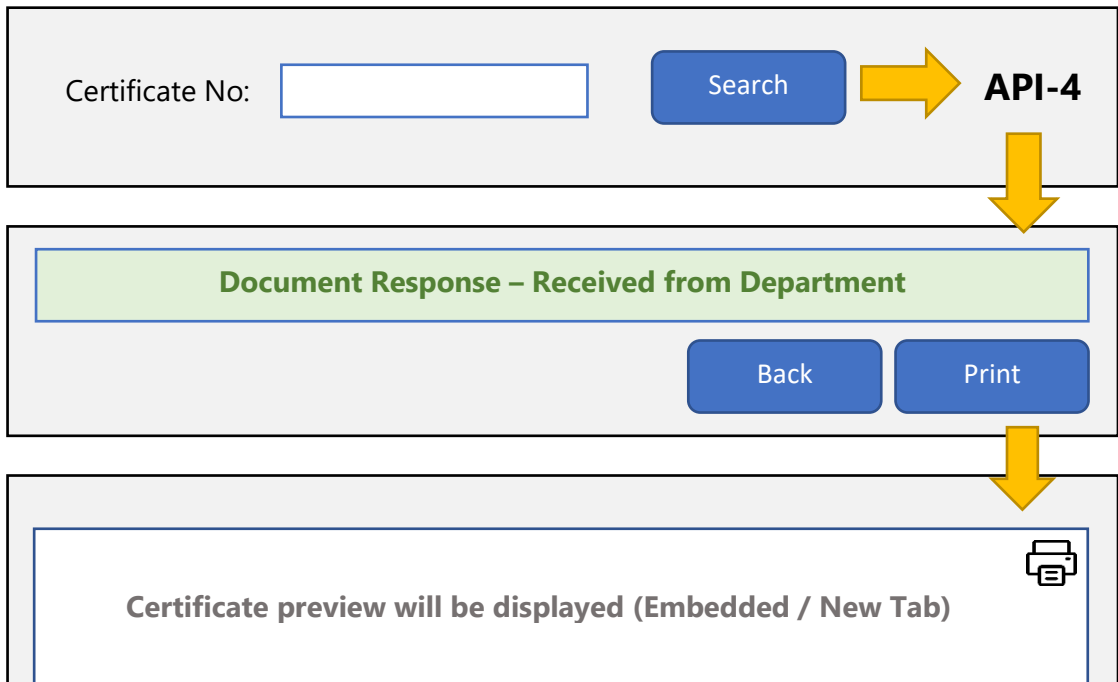 Certificate No:
Search
API-4
Document Response – Received from Department
Back
Print
Certificate preview will be displayed (Embedded / New Tab)